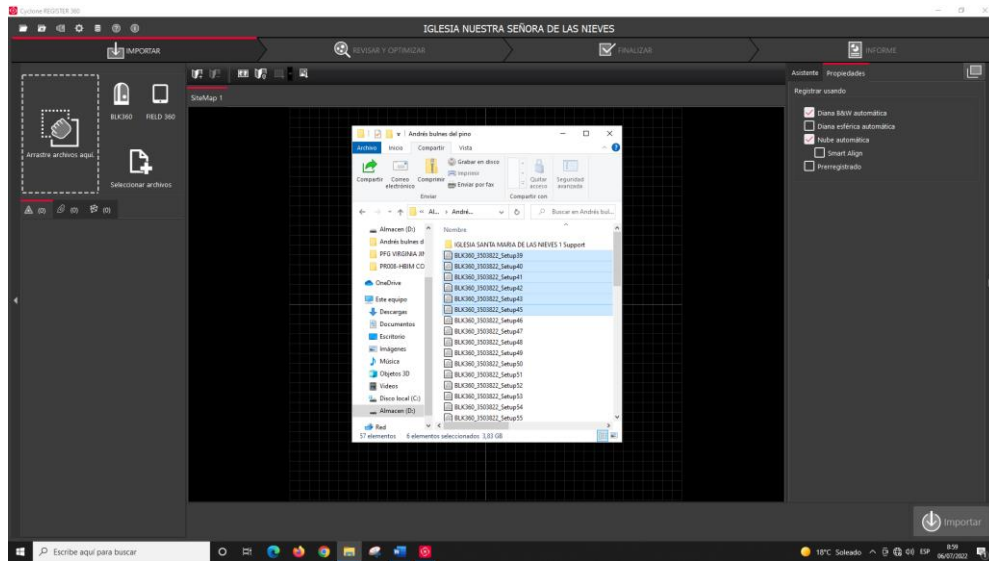 Cyclone REGISTER 360
IGLESIA NUESTRA SEÑORA DE LAS NIEVES
IMPORTAR
REVISAR Y OPTIMIZAR
FINALIZAR
INFORME
Arrastre archivos aquí.
BLK360
FIELD 360
Seleccionar archivos
(0)
(0)
(0)
SiteMap 1
Asistente
Propiedades
Registrar usando
Diana B&W automática
Diana esférica automática
Nube automática
Smart Align
Prerregistrado
Andrés bulnes del pino
Archivo
Inicio
Compartir
Vista
Compartir
Correo electrónico
Comprimir
Grabar en disco
Imprimir
Enviar por fax
Quitar acceso
Seguridad avanzada
Enviar
Compartir con
Al...
André...
Buscar en Andrés bul...
Almacen (D:)
Andrés bulnes d
PFG VIRGINIA JIM
PR008-HBIM CO
OneDrive
Este equipo
Descargas
Documentos
Escritorio
Imágenes
Música
Objetos 3D
Vídeos
Disco local (C:)
Almacen (D:)
Red
Nombre
IGLESIA SANTA MARIA DE LAS NIEVES 1 Support
BLK360_3503822_Setup39
BLK360_3503822_Setup40
BLK360_3503822_Setup41
BLK360_3503822_Setup42
BLK360_3503822_Setup43
BLK360_3503822_Setup45
BLK360_3503822_Setup46
BLK360_3503822_Setup47
BLK360_3503822_Setup48
BLK360_3503822_Setup49
BLK360_3503822_Setup50
BLK360_3503822_Setup51
BLK360_3503822_Setup52
BLK360_3503822_Setup53
BLK360_3503822_Setup54
BLK360_3503822_Setup55
57 elementos
6 elementos seleccionados 3,83 GB
Importar
Escribe aquí para buscar
18°C Soleado
ESP
8:59
06/07/2022